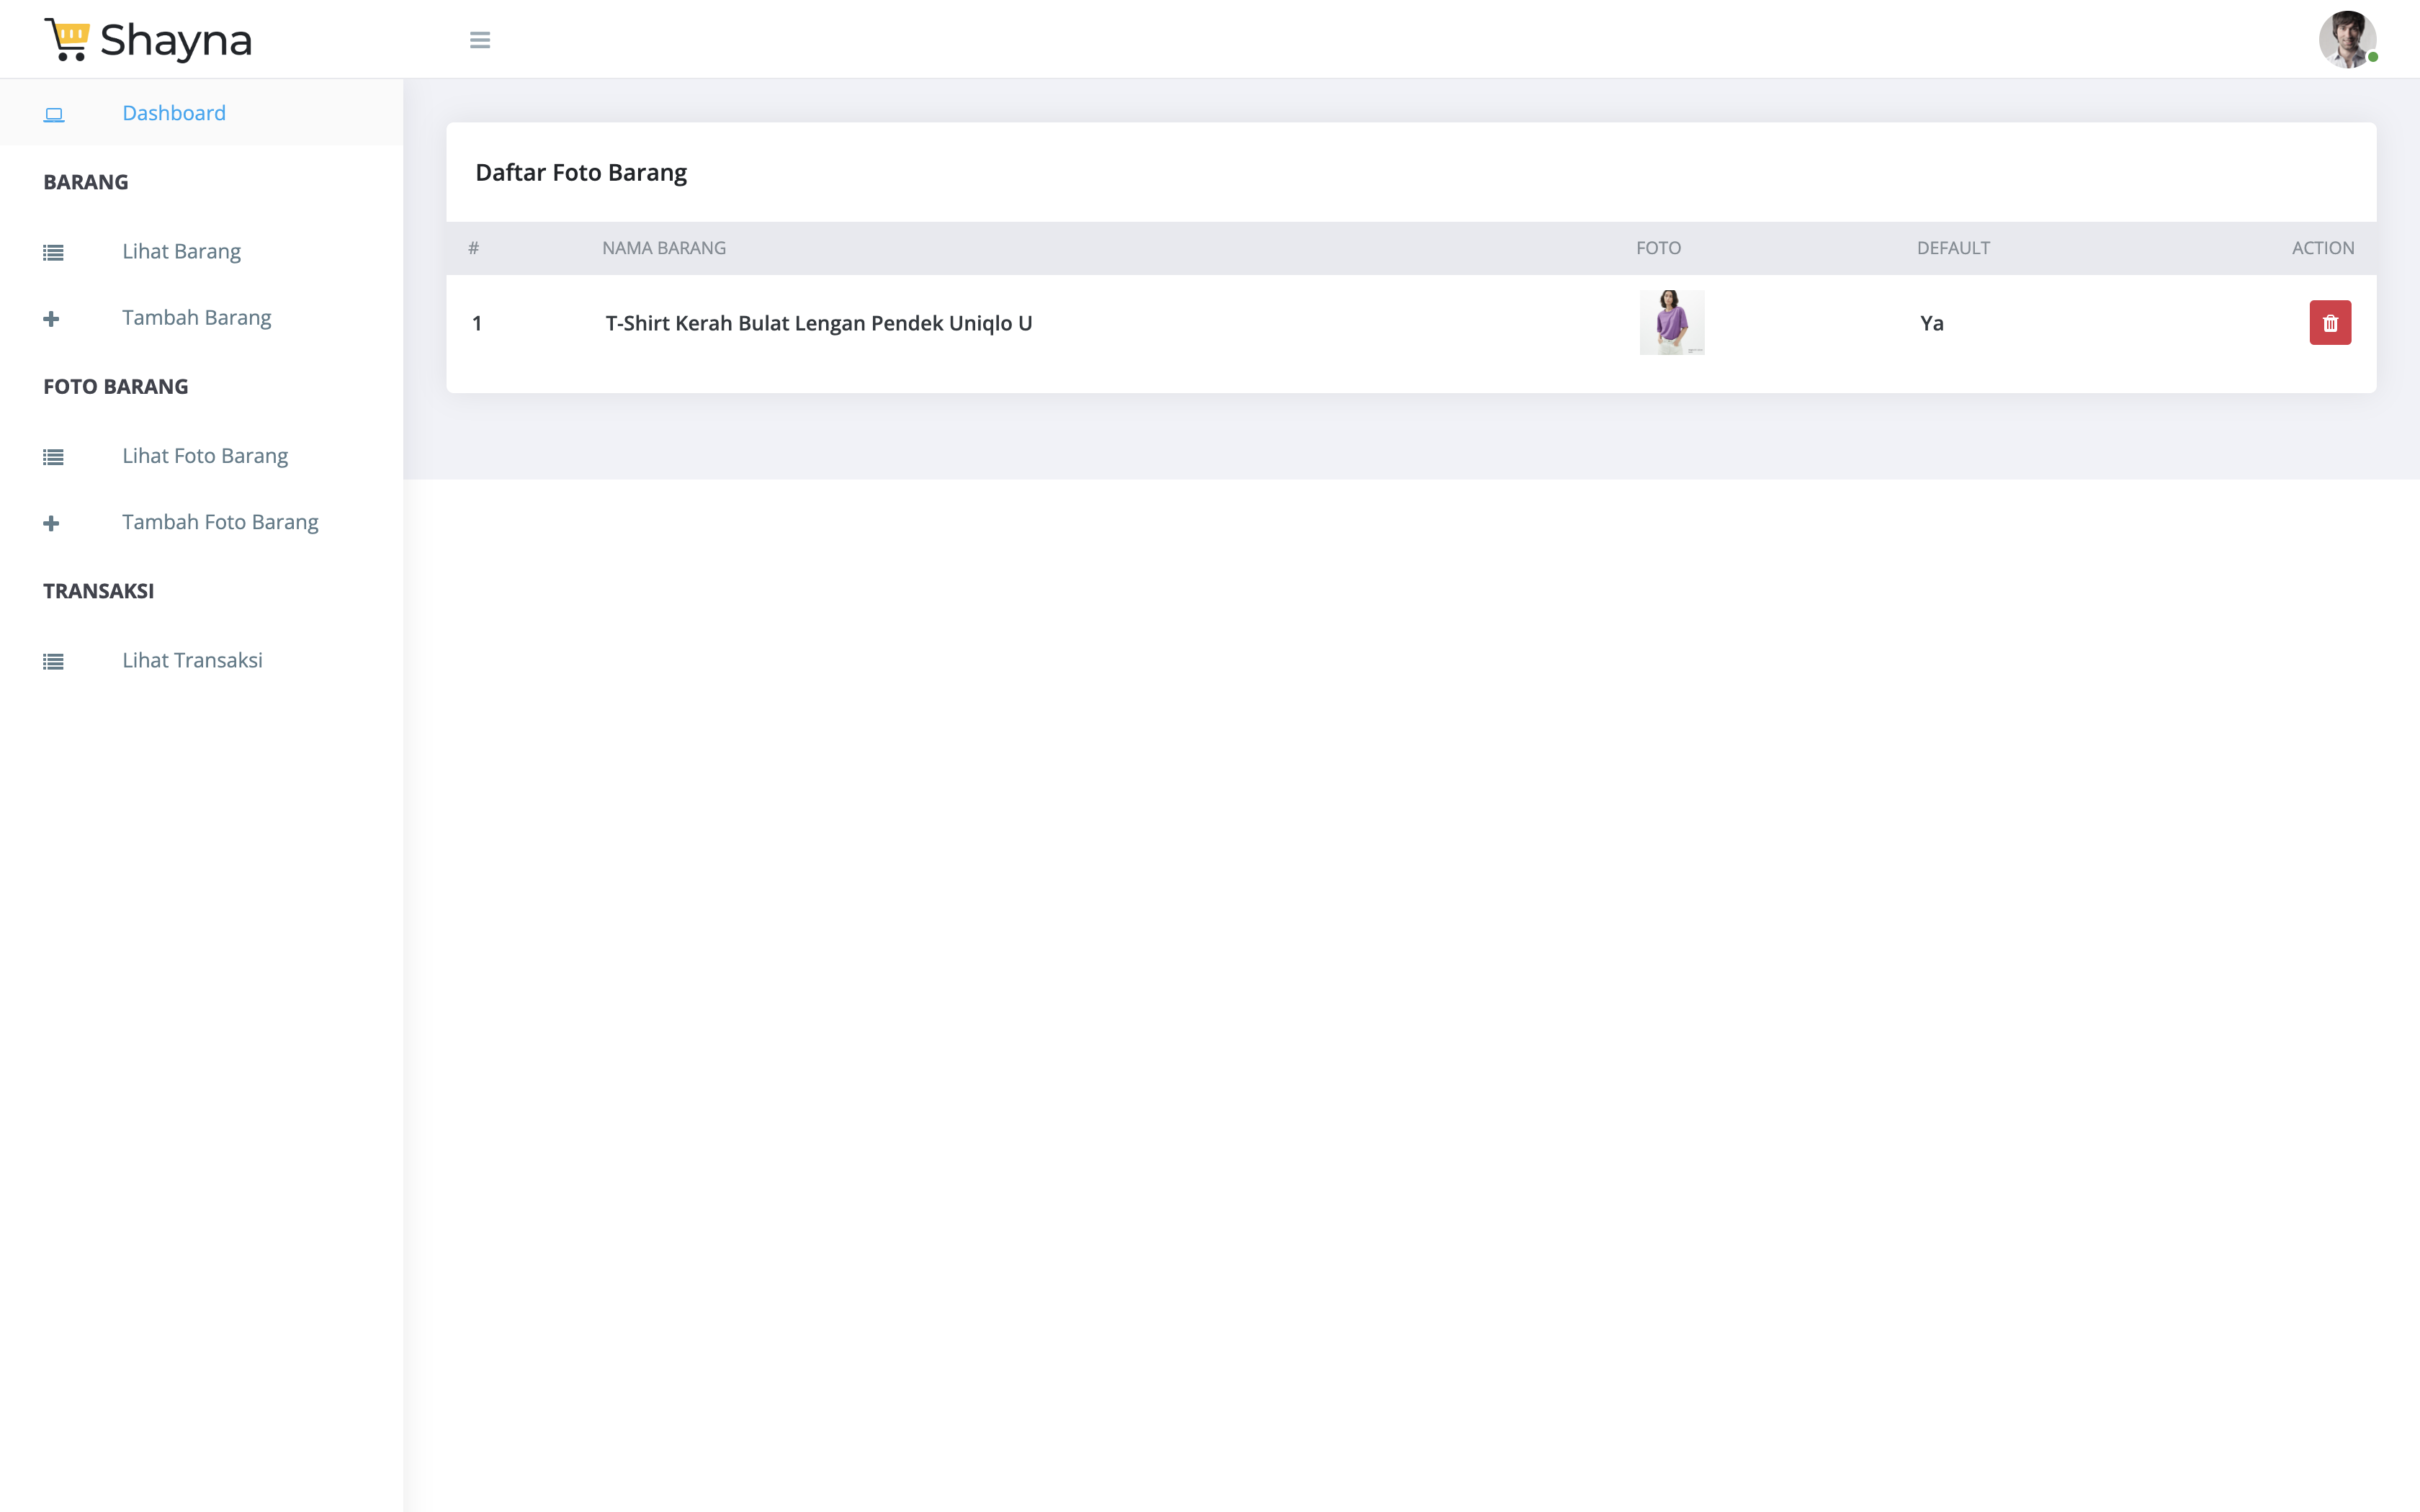 Shayna
Dashboard
BARANG
Lihat Barang
Tambah Barang
FOTO BARANG
Lihat Foto Barang
Tambah Foto Barang
TRANSAKSI
Lihat Transaksi
Daftar Foto Barang
# NAMA BARANG FOTO DEFAULT ACTION
1 T-Shirt Kerah Bulat Lengan Pendek Uniqlo U Ya